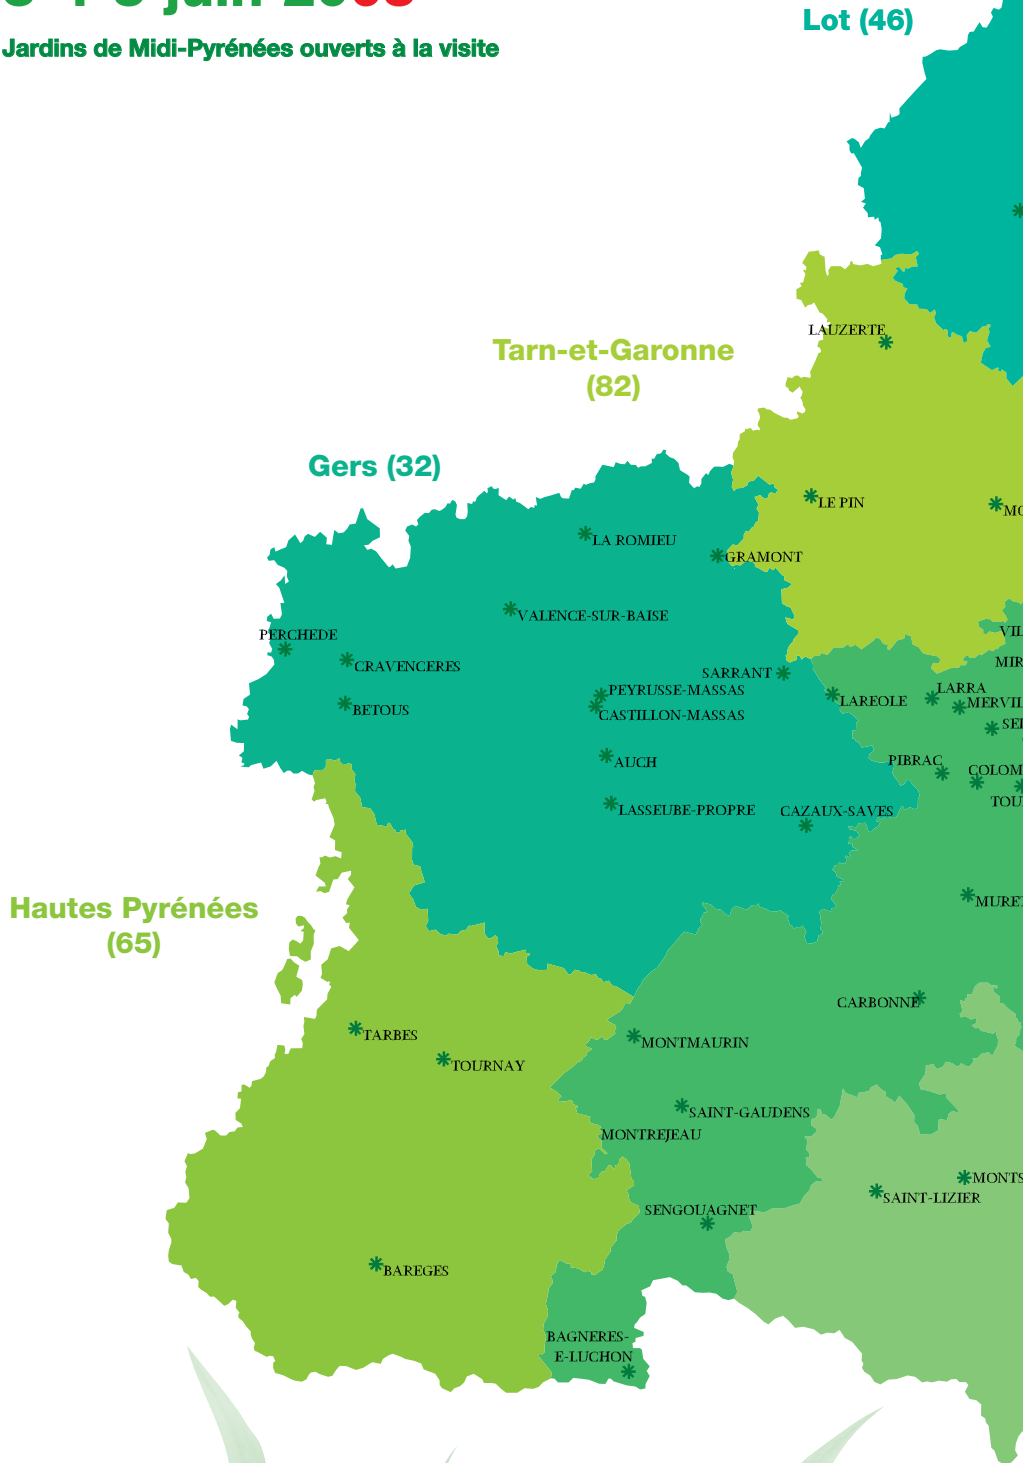 Jardins de Midi-Pyrénées ouverts à la visite
Lot (46)
LAUZERTE
Tarn-et-Garonne
(82)
Gers (32)
LE PIN
LA ROMIEU
GRAMONT
VALENCE-SUR-BAISE
PERCHEDE
CRAVENCERES
SARRANT
PEYRUSSE-MASSAS
LARRA
LAREOLE
BETOUS
CASTILLON-MASSAS
PIBRAC
AUCH
LASSEUBE-PROPRE
CAZAUX-SAVES
Hautes Pyrénées
(65)
CARBONNE
TARBES
MONTMAURIN
TOURNAY
SAINT-GAUDENS
MONTREJEAU
SAINT-LIZIER
SENGOUAGNET
BAREGES
BAGNERES-
E-LUCHON